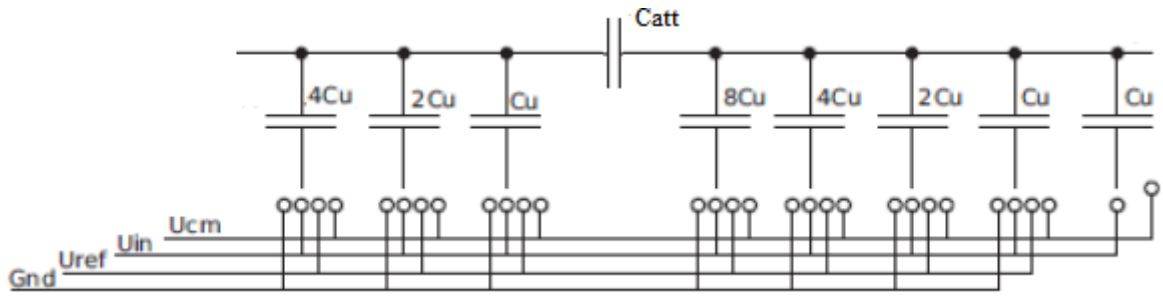 Catt
4Cu 2Cu Cu 8Cu 4Cu 2Cu Cu Cu
Ucm
Uin
Uref
Gnd